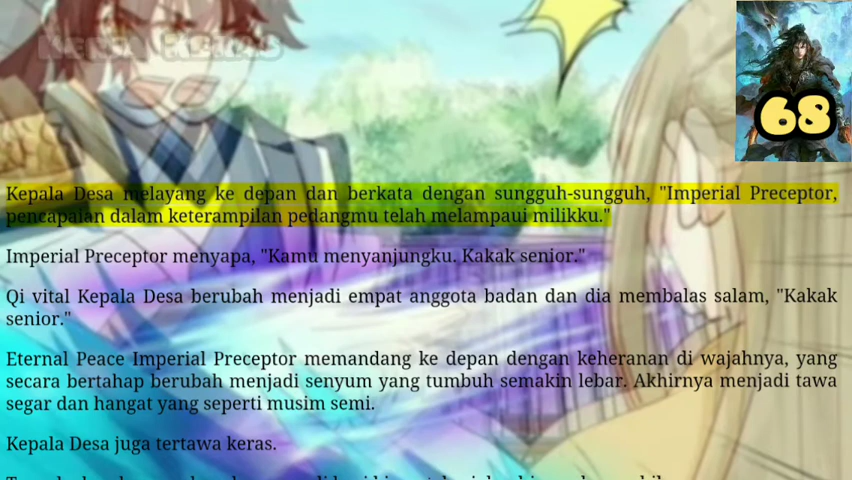 68
Kepala Desa melayang ke depan dan berkata dengan sungguh-sungguh, "Imperial Preceptor,
pencapaian dalam keterampilan pedangmu telah melampaui milikku."
Imperial Preceptor menyapa, "Kamu menyanjungku. Kakak senior."
Qi vital Kepala Desa berubah menjadi empat anggota badan dan dia membalas salam, "Kakak
senior."
Eternal Peace Imperial Preceptor memandang ke depan dengan keheranan di wajahnya, yang
secara bertahap berubah menjadi senyum yang tumbuh semakin lebar. Akhirnya menjadi tawa
segar dan hangat yang seperti musim semi.
Kepala Desa juga tertawa keras.